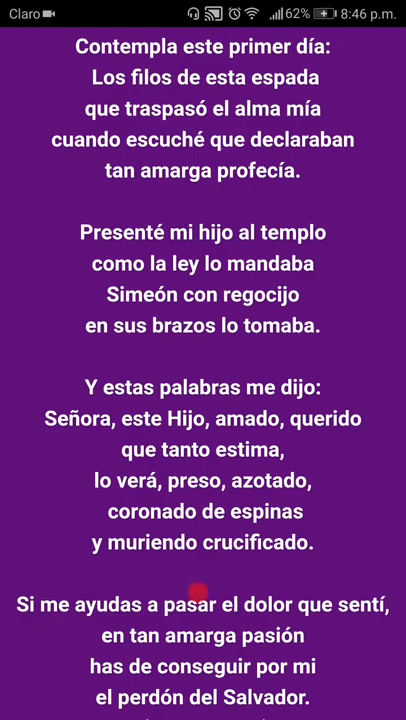 Claro 62% 8:46 p.m.
Contempla este primer día:
Los filos de esta espada
que traspasó el alma mía
cuando escuché que declaraban
tan amarga profecía.
Presenté mi hijo al templo
como la ley lo mandaba
Simeón con regocijo
en sus brazos lo tomaba.
Y estas palabras me dijo:
Señora, este Hijo, amado, querido
que tanto estima,
lo verá, preso, azotado,
coronado de espinas
y muriendo crucificado.
Si me ayudas a pasar el dolor que sentí,
en tan amarga pasión
has de conseguir por mi
el perdón del Salvador.